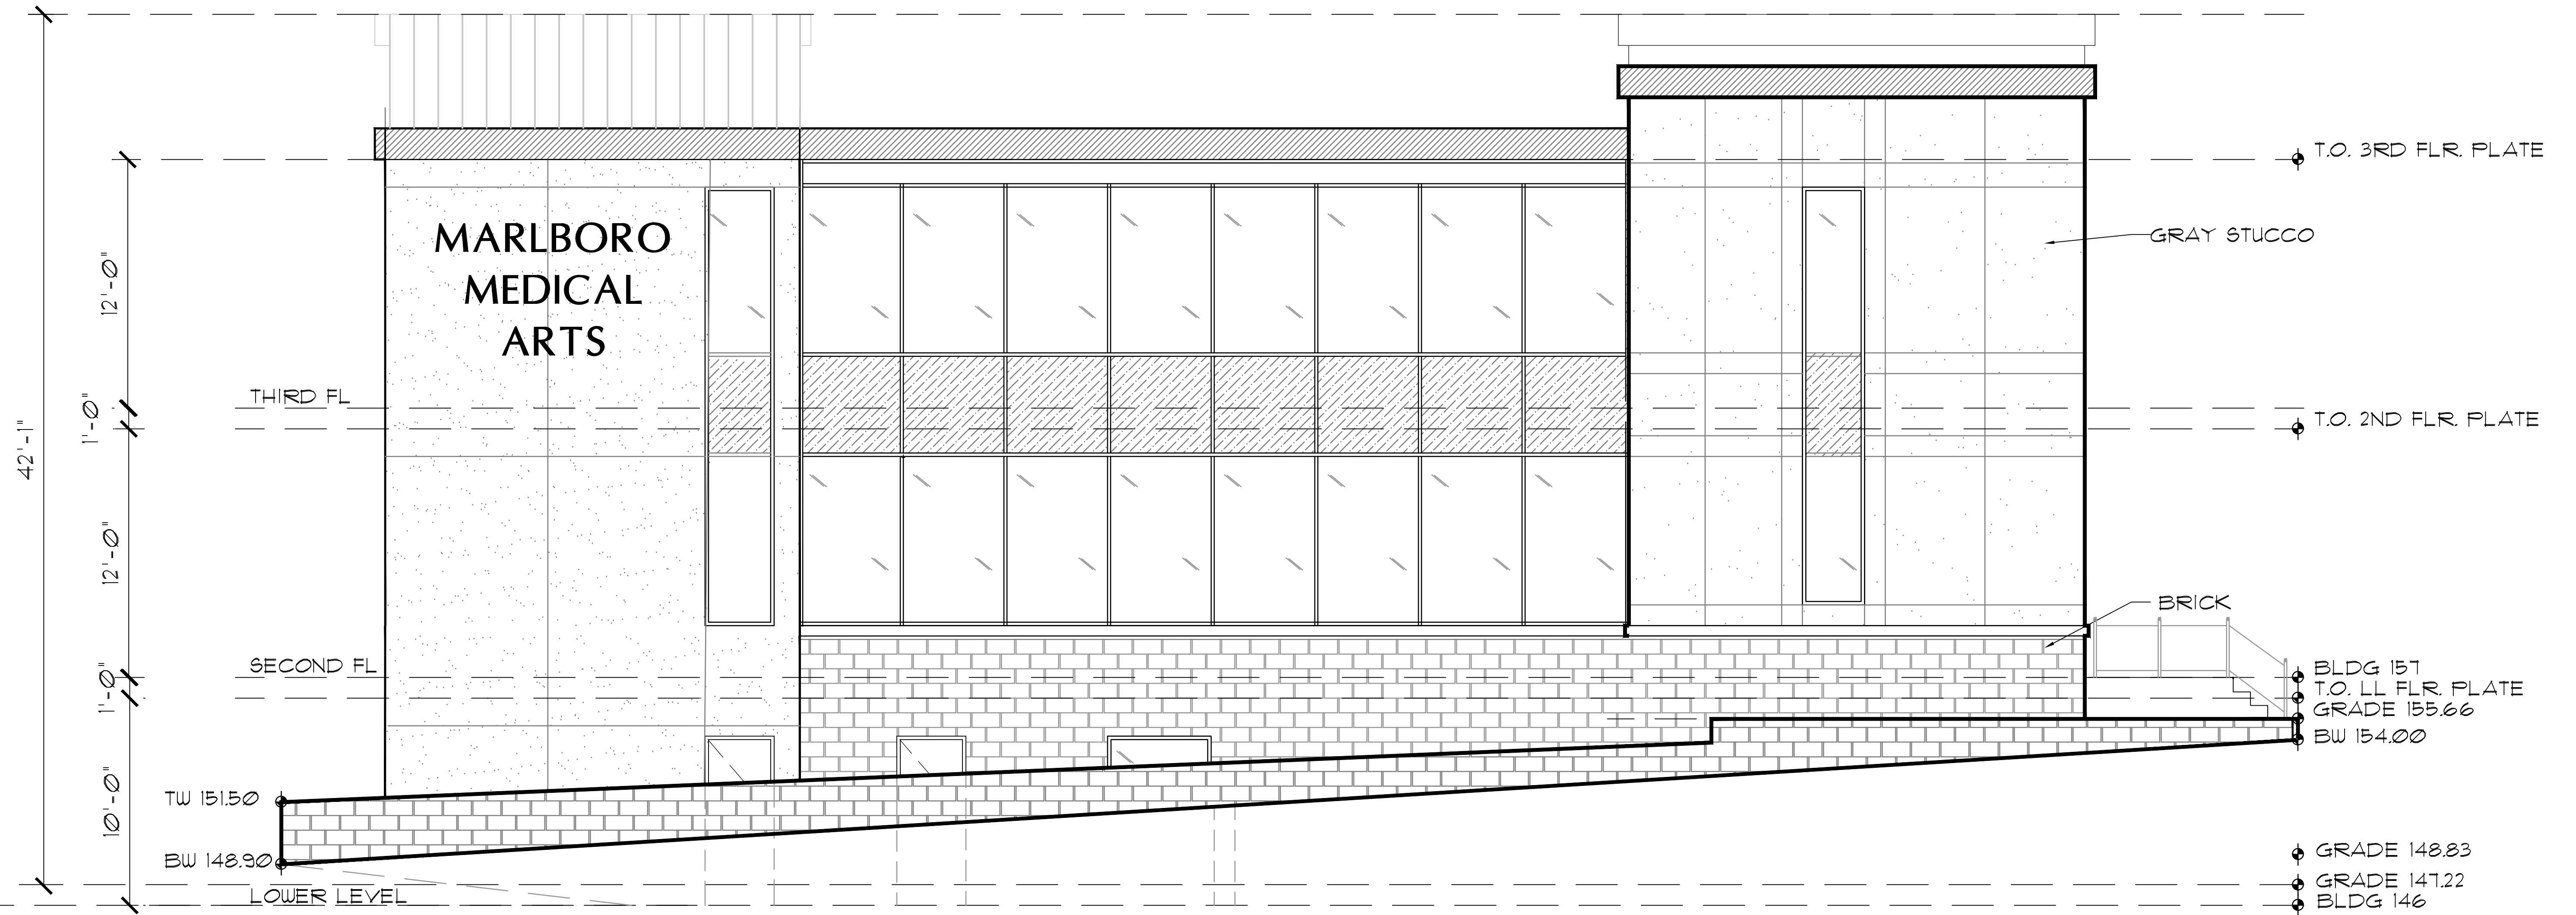 42'-1"
12'-0"
1'-0"
12'-0"
1'-0"
10'-0"
MARLBORO
MEDICAL
ARTS
THIRD FL
SECOND FL
TW 151.50
BW 148.90
LOWER LEVEL
T.O. 3RD FLR. PLATE
GRAY STUCCO
T.O. 2ND FLR. PLATE
BRICK
BLDG 157
T.O. LL FLR. PLATE
GRADE 155.66
BW 154.00
GRADE 148.83
GRADE 147.22
BLDG 146